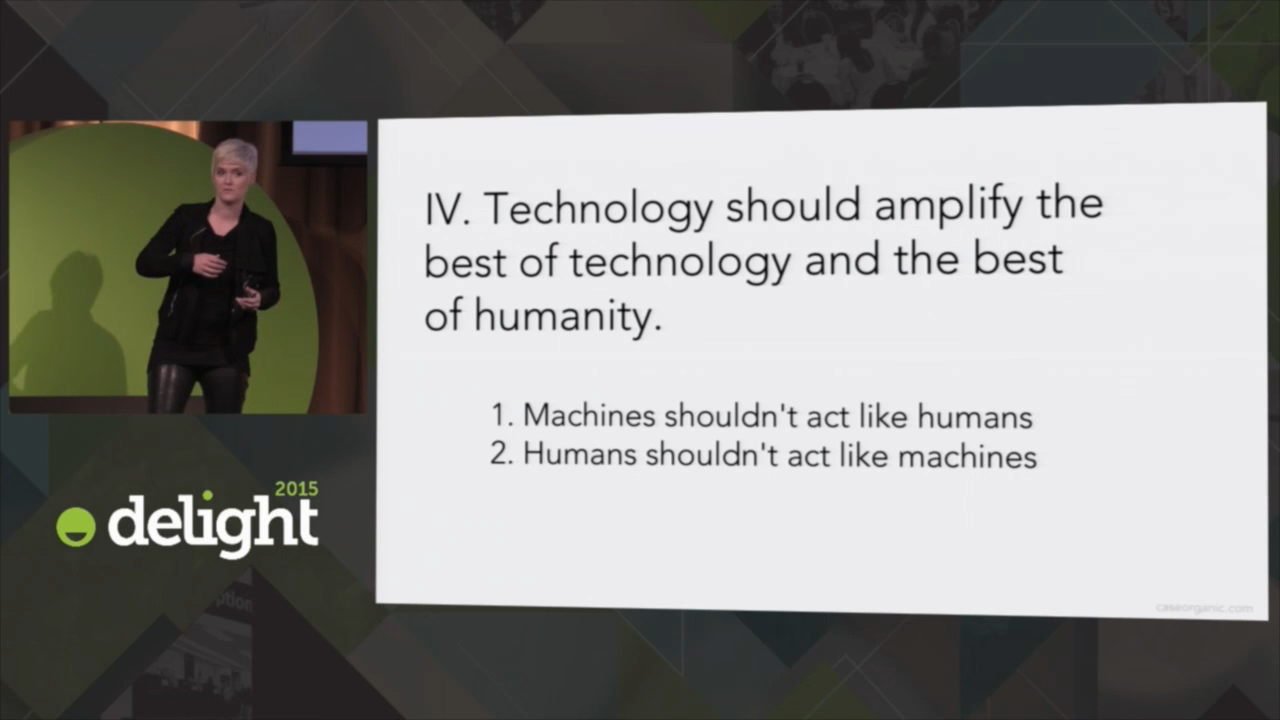 IV. Technology should amplify the
best of technology and the best
of humanity.
1. Machines shouldn't act like humans
2. Humans shouldn't act like machines
caseorganic.com
2015
delight